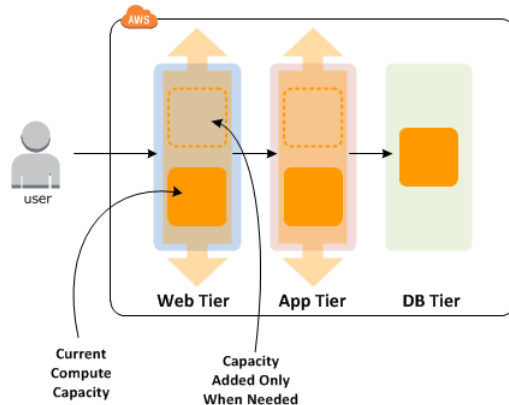 AWS
user
Web Tier
App Tier
DB Tier
Current
Compute
Capacity
Capacity
Added Only
When Needed